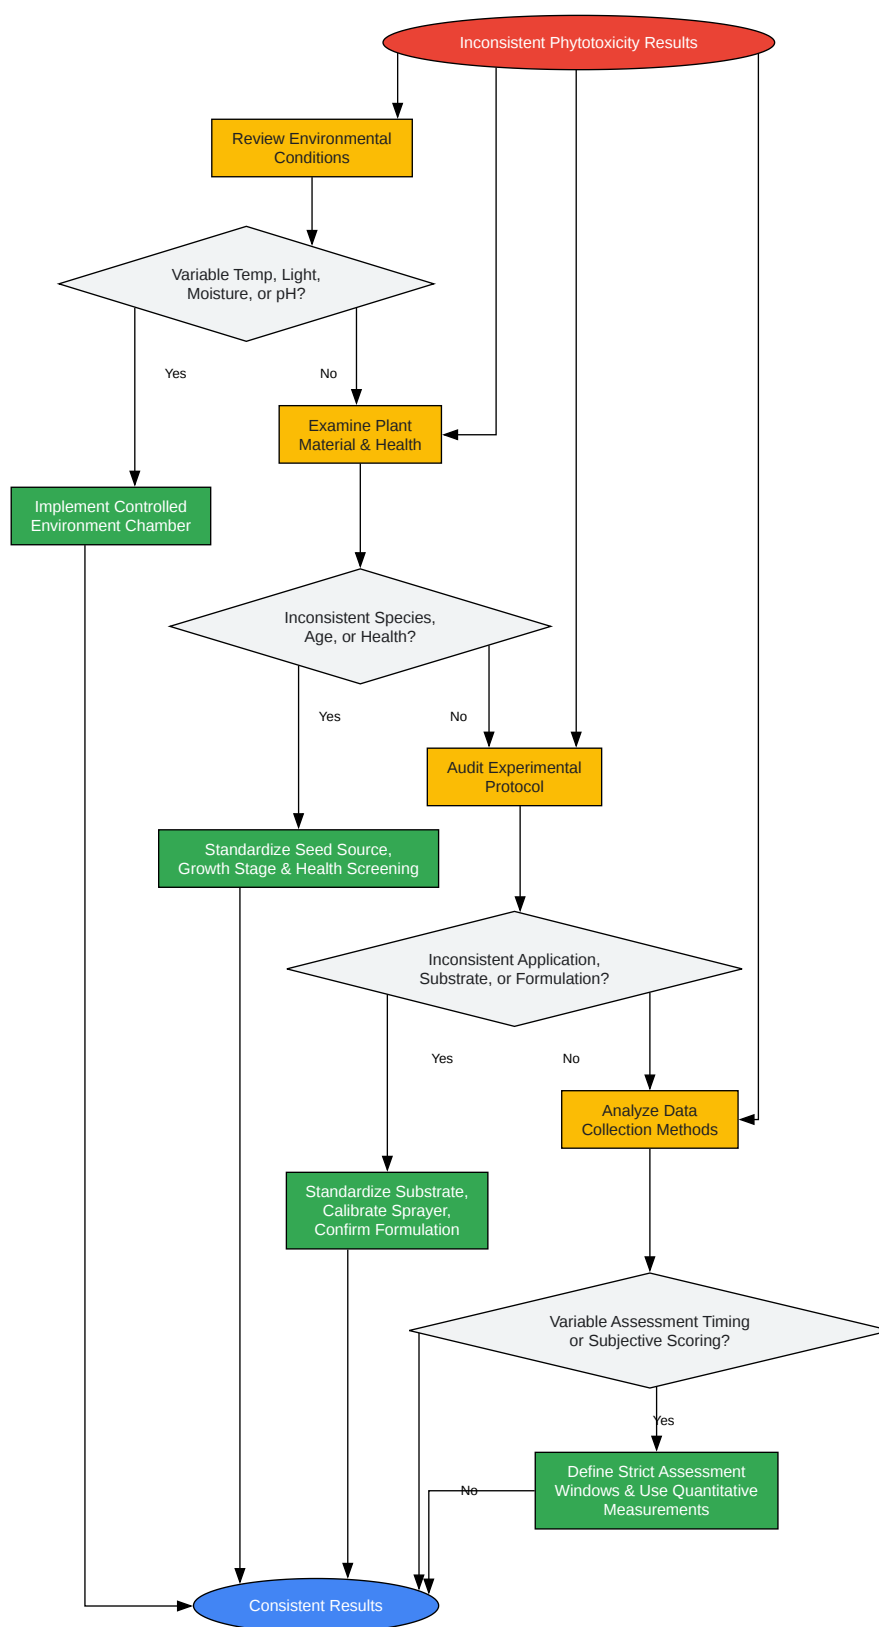 Inconsistent Phytotoxicity Results
Review Environmental
Conditions
Variable Temp, Light,
Moisture, or pH?
Yes
No
Examine Plant
Material & Health
Implement Controlled
Environment Chamber
Inconsistent Species,
Age, or Health?
Yes
No
Audit Experimental
Protocol
Standardize Seed Source,
Growth Stage & Health Screening
Inconsistent Application,
Substrate, or Formulation?
Yes
No
Analyze Data
Collection Methods
Standardize Substrate,
Calibrate Sprayer,
Confirm Formulation
Variable Assessment Timing
or Subjective Scoring?
Yes
Define Strict Assessment
Windows & Use Quantitative
Measurements
No
Consistent Results